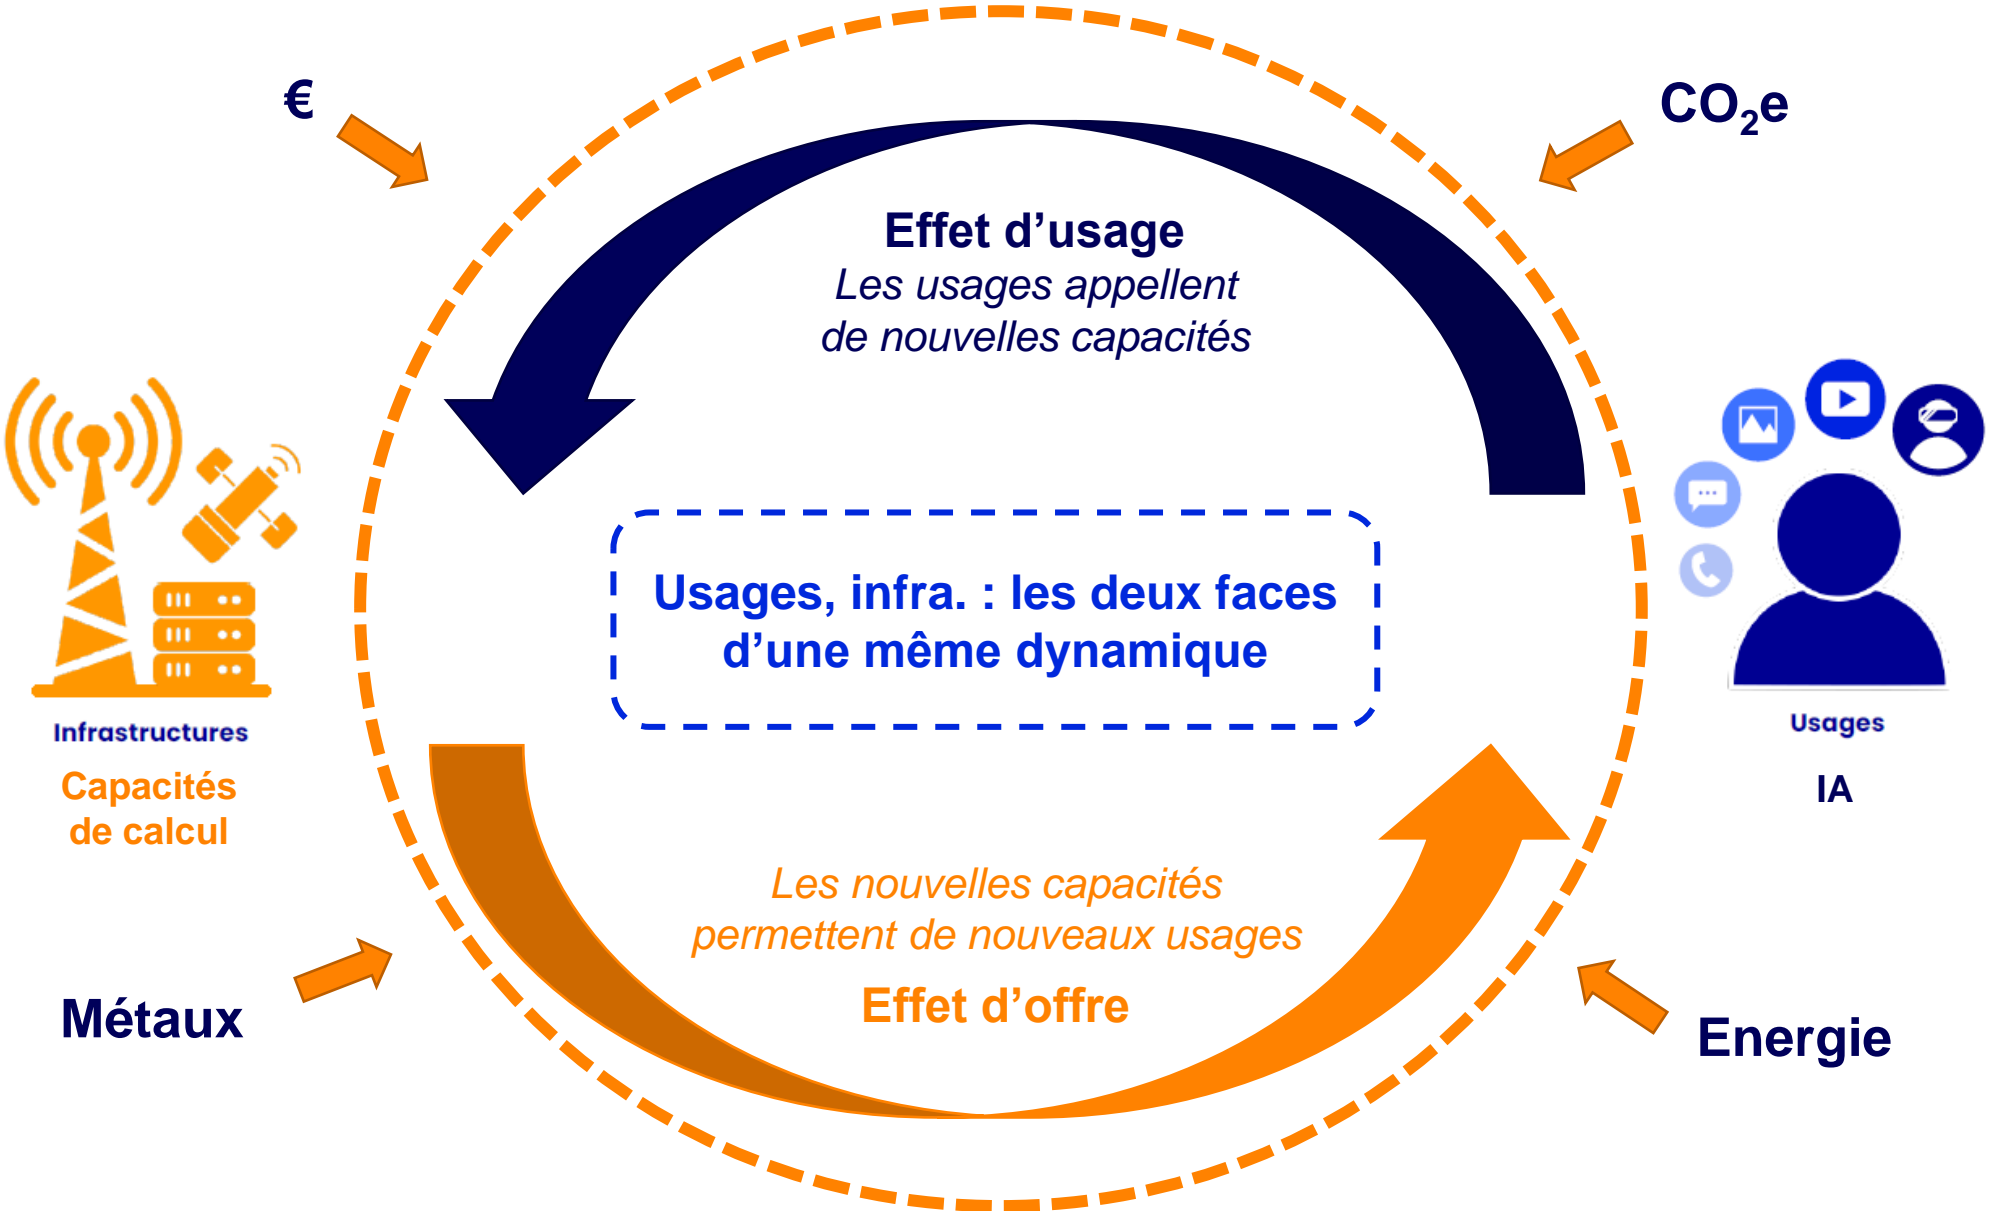 €
CO₂e
Effet d’usage
Les usages appellent
de nouvelles capacités
Usages, infra. : les deux faces
d’une même dynamique
Infrastructures
Capacités
de calcul
Usages
IA
Les nouvelles capacités
permettent de nouveaux usages
Effet d’offre
Métaux
Energie